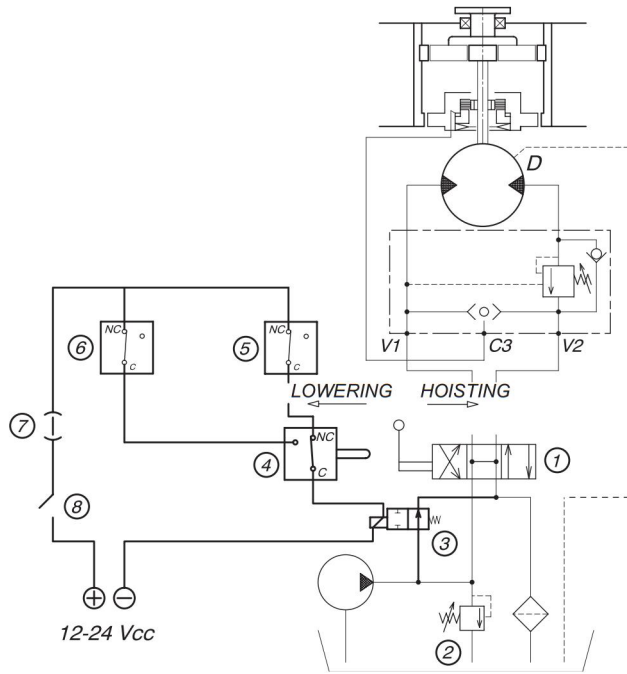 D
V1 C3 V2
LOWERING HOISTING
NC
C
6
NC
C
5
7
NC
C
4
8
1
3
2
+ −
12-24 Vcc